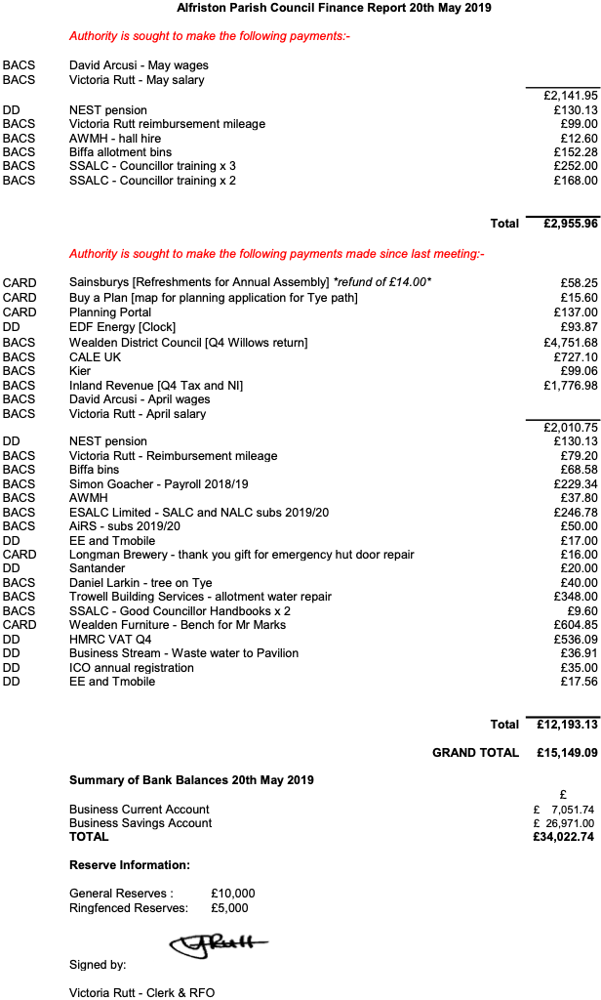 Alfriston Parish Council Finance Report 20th May 2019
Authority is sought to make the following payments:-
BACS David Arcusi - May wages
BACS Victoria Rutt - May salary
£2,141.95
DD NEST pension £130.13
BACS Victoria Rutt reimbursement mileage £99.00
BACS AWMH - hall hire £12.60
BACS Biffa allotment bins £152.28
BACS SSALC - Councillor training x 3 £252.00
BACS SSALC - Councillor training x 2 £168.00
Total £2,955.96
Authority is sought to make the following payments made since last meeting:-
CARD Sainsburys [Refreshments for Annual Assembly] *refund of £14.00* £58.25
CARD Buy a Plan [map for planning application for Tye path] £15.60
CARD Planning Portal £137.00
DD EDF Energy [Clock] £93.87
BACS Wealden District Council [Q4 Willows return] £4,751.68
BACS CALE UK £727.10
BACS Kier £99.06
BACS Inland Revenue [Q4 Tax and NI] £1,776.98
BACS David Arcusi - April wages
BACS Victoria Rutt - April salary
£2,010.75
DD NEST pension £130.13
BACS Victoria Rutt - Reimbursement mileage £79.20
BACS Biffa bins £68.58
BACS Simon Goacher - Payroll 2018/19 £229.34
BACS AWMH £37.80
BACS ESALC Limited - SALC and NALC subs 2019/20 £246.78
BACS AiRS - subs 2019/20 £50.00
DD EE and Tmobile £17.00
CARD Longman Brewery - thank you gift for emergency hut door repair £16.00
DD Santander £20.00
BACS Daniel Larkin - tree on Tye £40.00
BACS Trowell Building Services - allotment water repair £348.00
BACS SSALC - Good Councillor Handbooks x 2 £9.60
CARD Wealden Furniture - Bench for Mr Marks £604.85
DD HMRC VAT Q4 £536.09
DD Business Stream - Waste water to Pavilion £36.91
DD ICO annual registration £35.00
DD EE and Tmobile £17.56
Total £12,193.13
GRAND TOTAL £15,149.09
Summary of Bank Balances 20th May 2019
£
Business Current Account £ 7,051.74
Business Savings Account £ 26,971.00
TOTAL £34,022.74
Reserve Information:
General Reserves : £10,000
Ringfenced Reserves: £5,000
VRutt
Signed by:
Victoria Rutt - Clerk & RFO